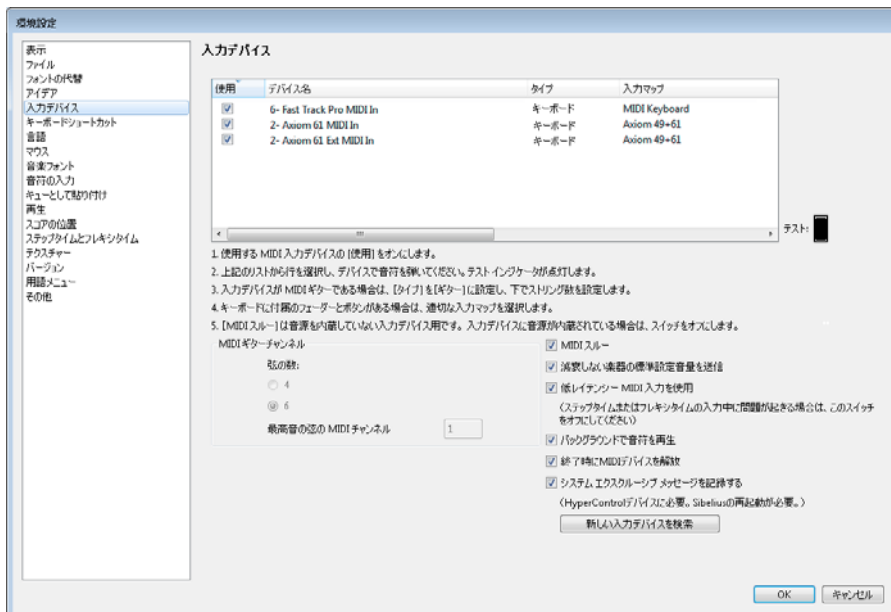 環境設定
表示
ファイル
フォントの代替
アイデア
入力デバイス
キーボードショートカット
言語
マウス
音楽フォント
音符の入力
キューとして貼り付け
再生
スコアの位置
ステップタイムとフレキシタイム
テクスチャー
バージョン
用語メニュー
その他
入力デバイス
使用 デバイス名 タイプ 入力マップ
6- Fast Track Pro MIDI In キーボード MIDI Keyboard
2- Axiom 61 MIDI In キーボード Axiom 49+61
2- Axiom 61 Ext MIDI In キーボード Axiom 49+61
テスト:
1. 使用する MIDI 入力デバイスの [使用] をオンにします。
2. 上記のリストから行を選択し、デバイスで音符を弾いてください。テスト インジケータが点灯します。
3. 入力デバイスが MIDI ギターである場合は、[タイプ] を [ギター] に設定し、下でストリング数を設定します。
4. キーボードに付属のフェーダーとボタンがある場合は、適切な入力マップを選択します。
5. [MIDI スルー] は音源を内蔵していない入力デバイス用です。入力デバイスに音源が内蔵されている場合は、スイッチをオフにします。
MIDI ギターチャンネル
弦の数:
4
6
最高音の弦の MIDI チャンネル 1
MIDI スルー
減衰しない楽器の標準設定音量を送信
低レイテンシー MIDI 入力を使用
(ステップタイムまたはフレキシタイムの入力中に問題が起きる場合は、このスイッチ
をオフにしてください)
バックグラウンドで音符を再生
終了時にMIDIデバイスを解放
システム エクスクルーシブ メッセージを記録する
(HyperControlデバイスに必要。Sibeliusの再起動が必要。)
新しい入力デバイスを検索
OK キャンセル